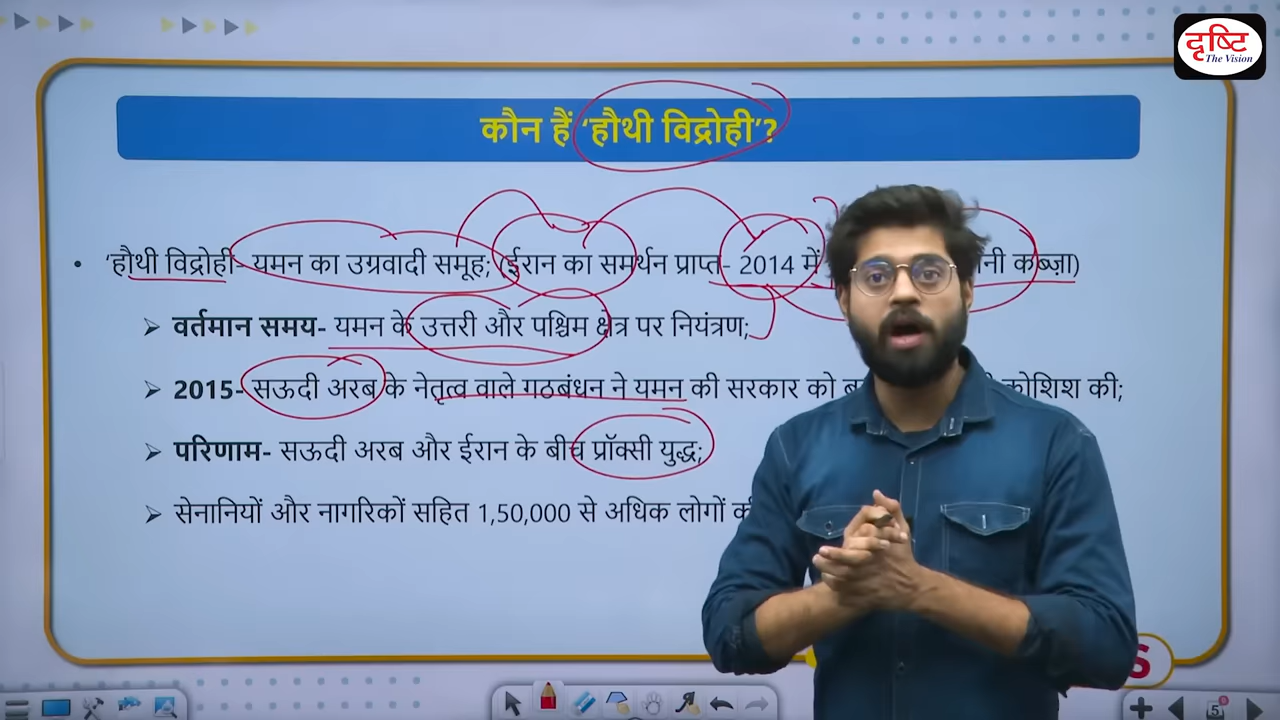 दृष्टि
The Vision
कौन हैं 'हौथी विद्रोही'?
• 'हौथी विद्रोही- यमन का उग्रवादी समूह; (ईरान का समर्थन प्राप्त- 2014 में कब्ज़ा)
➢ वर्तमान समय- यमन के उत्तरी और पश्चिम क्षेत्र पर नियंत्रण;
➢ 2015- सऊदी अरब के नेतृत्व वाले गठबंधन ने यमन की सरकार को कोशिश की;
➢ परिणाम- सऊदी अरब और ईरान के बीच प्रॉक्सी युद्ध;
➢ सेनानियों और नागरिकों सहित 1,50,000 से अधिक लोगों
S
5